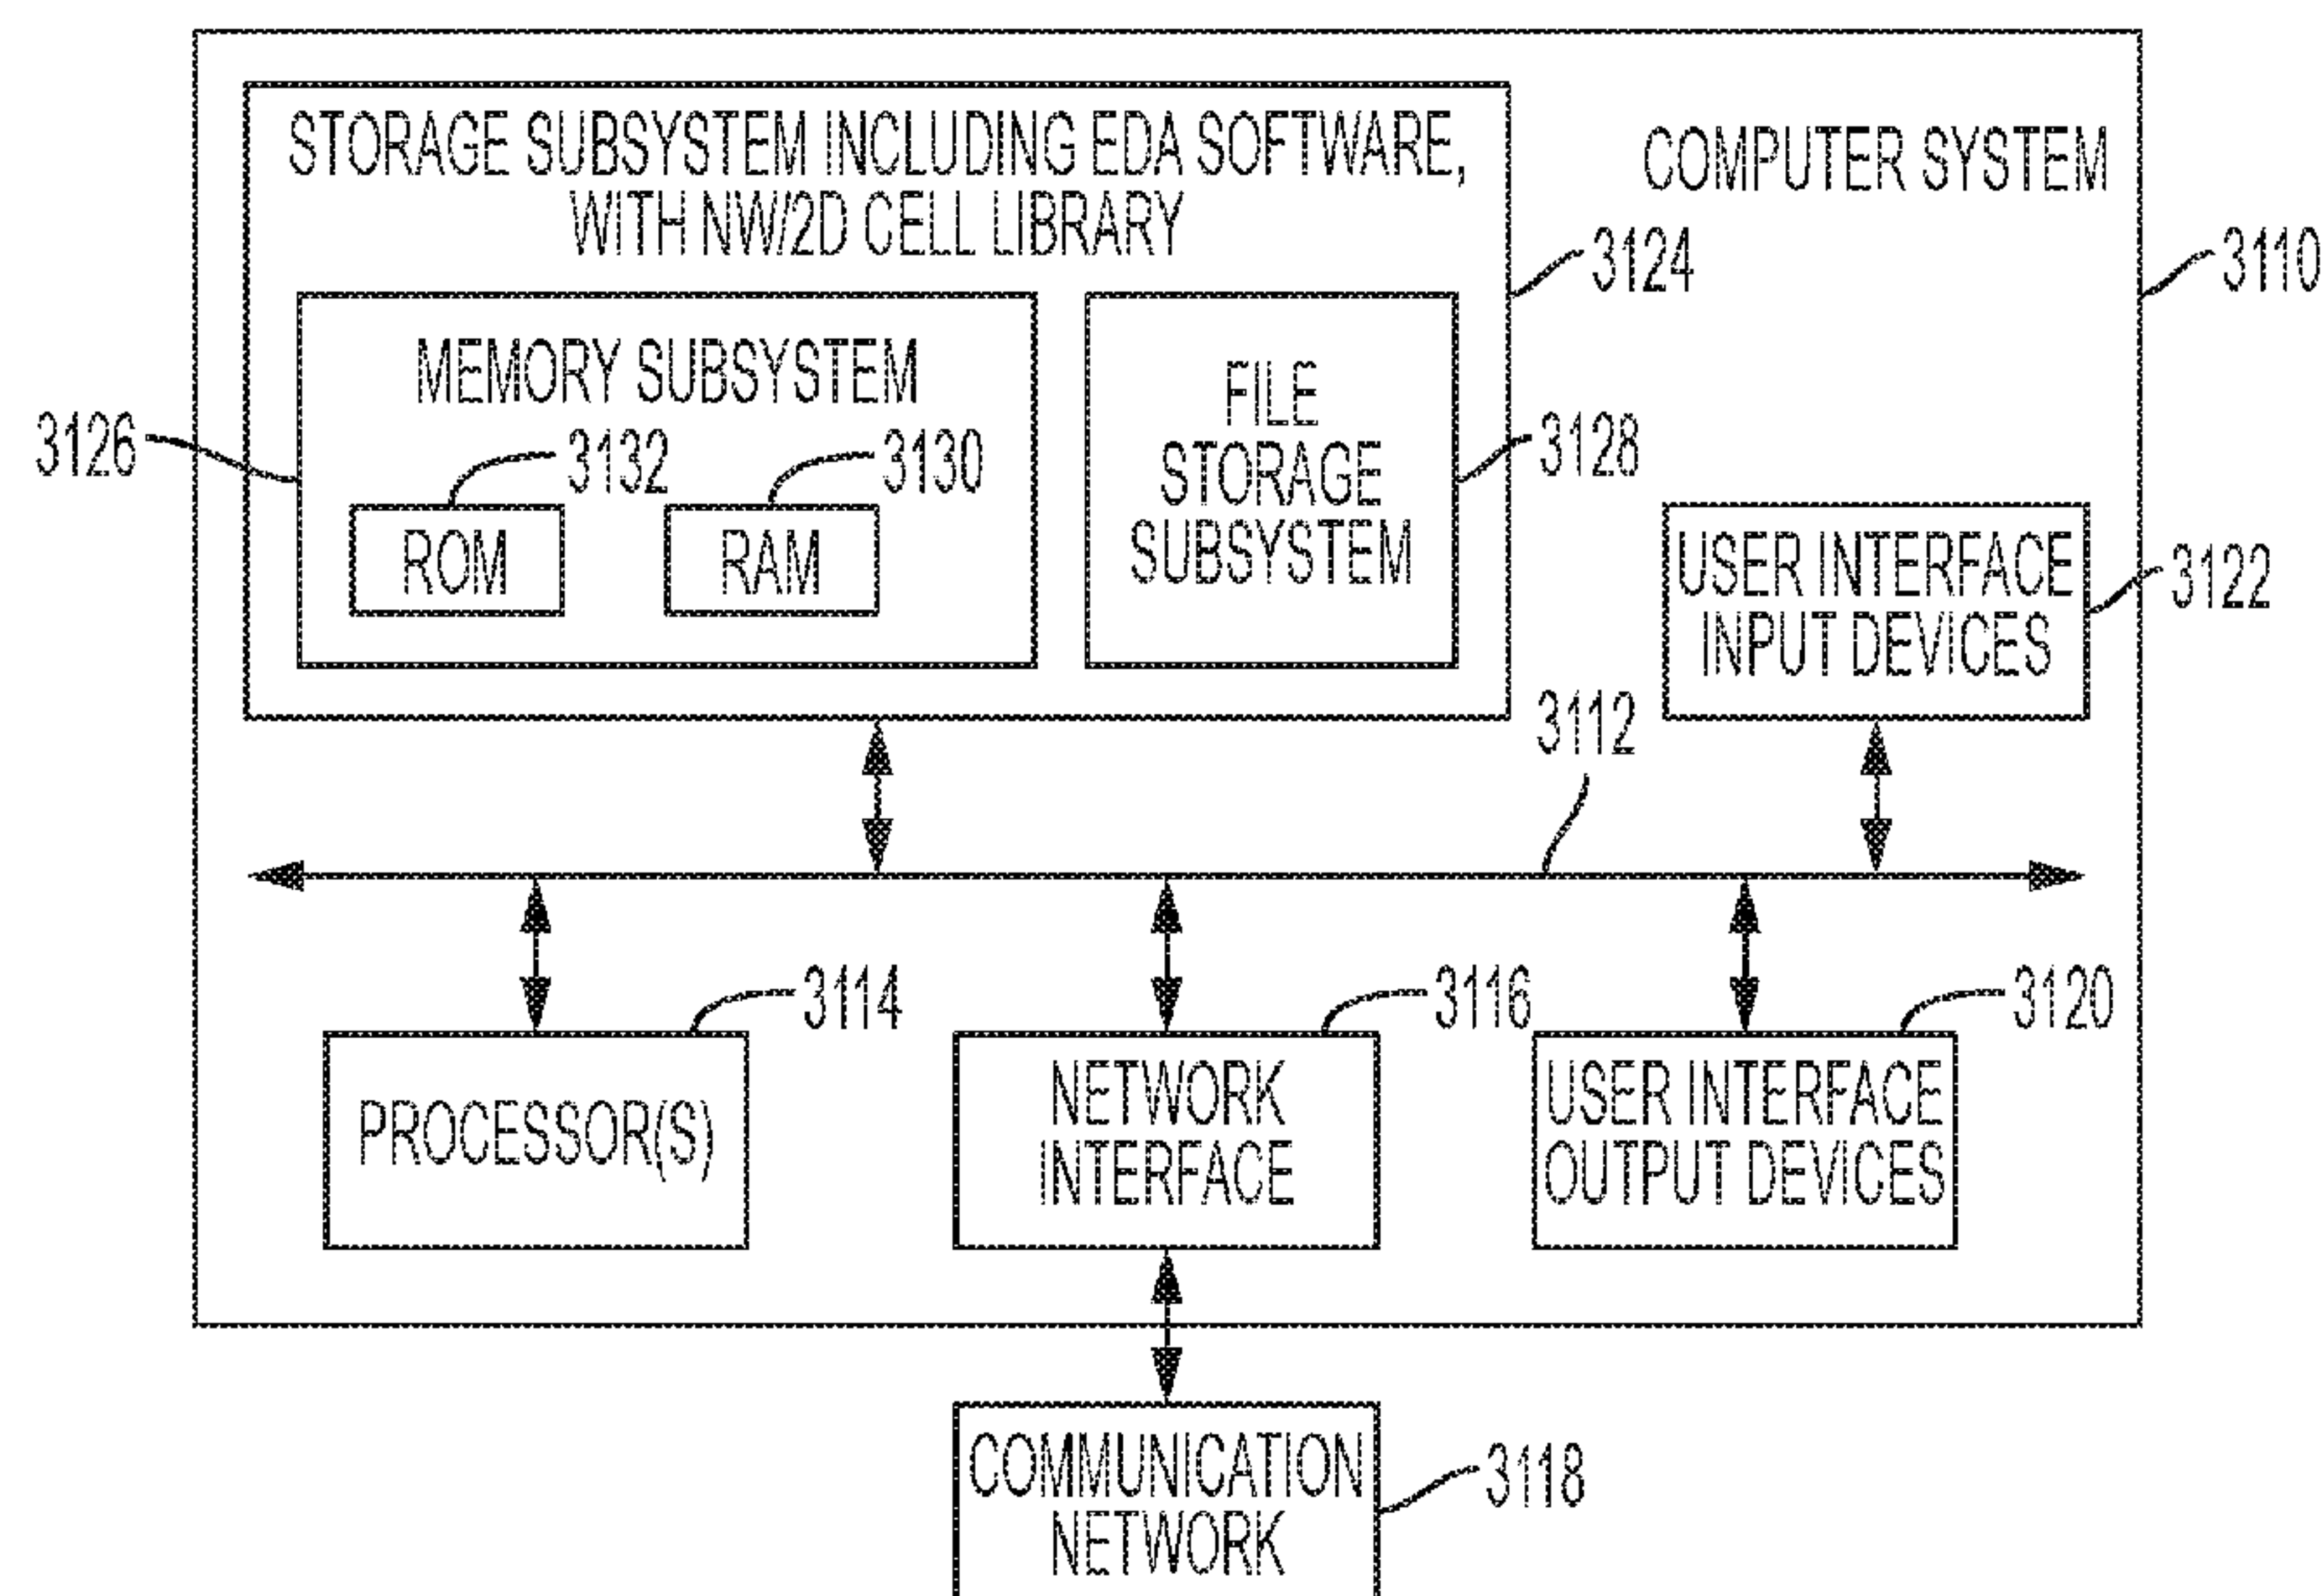 STORAGE SUBSYSTEM INCLUDING EDA SOFTWARE,
WITH NW/2D CELL LIBRARY
COMPUTER SYSTEM
3124
3110
MEMORY SUBSYSTEM
3126
3132
3130
ROM
RAM
FILE
STORAGE
SUBSYSTEM
3128
USER INTERFACE
INPUT DEVICES
3122
3112
3114
3116
3120
PROCESSOR(S)
NETWORK
INTERFACE
USER INTERFACE
OUTPUT DEVICES
COMMUNICATION
NETWORK
3118